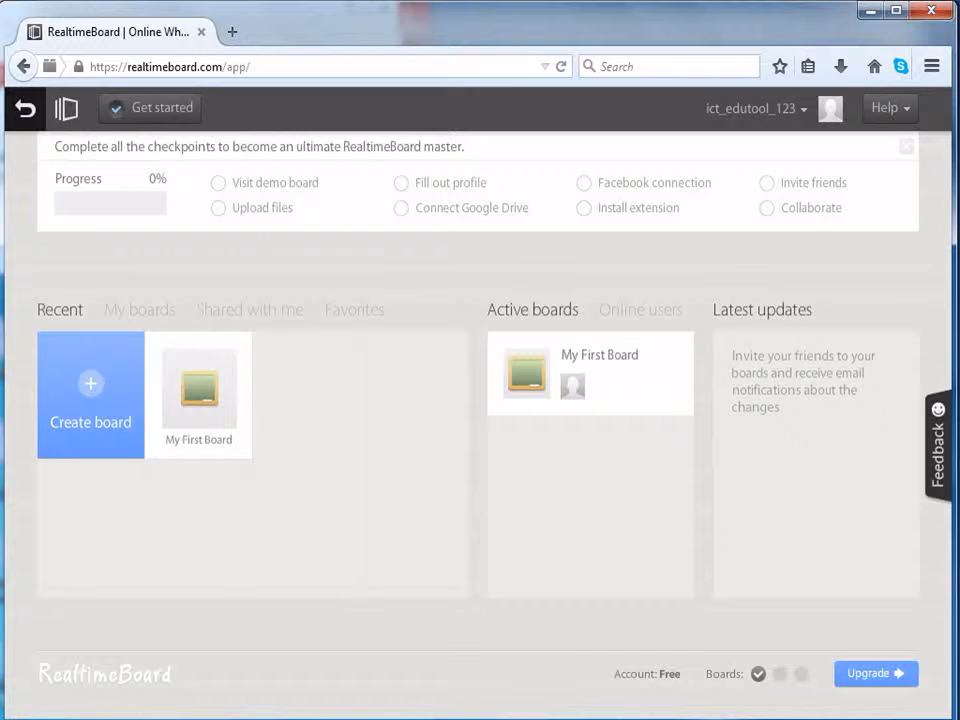 RealtimeBoard | Online Wh...
https://realtimeboard.com/app/
Search
Get started
ict_edutool_123
Help
Complete all the checkpoints to become an ultimate RealtimeBoard master.
Progress 0%
Visit demo board
Fill out profile
Facebook connection
Invite friends
Upload files
Connect Google Drive
Install extension
Collaborate
Recent My boards Shared with me Favorites
Active boards Online users
Latest updates
Create board
My First Board
My First Board
Invite your friends to your
boards and receive email
notifications about the
changes
Feedback
RealtimeBoard
Account: Free
Boards:
Upgrade